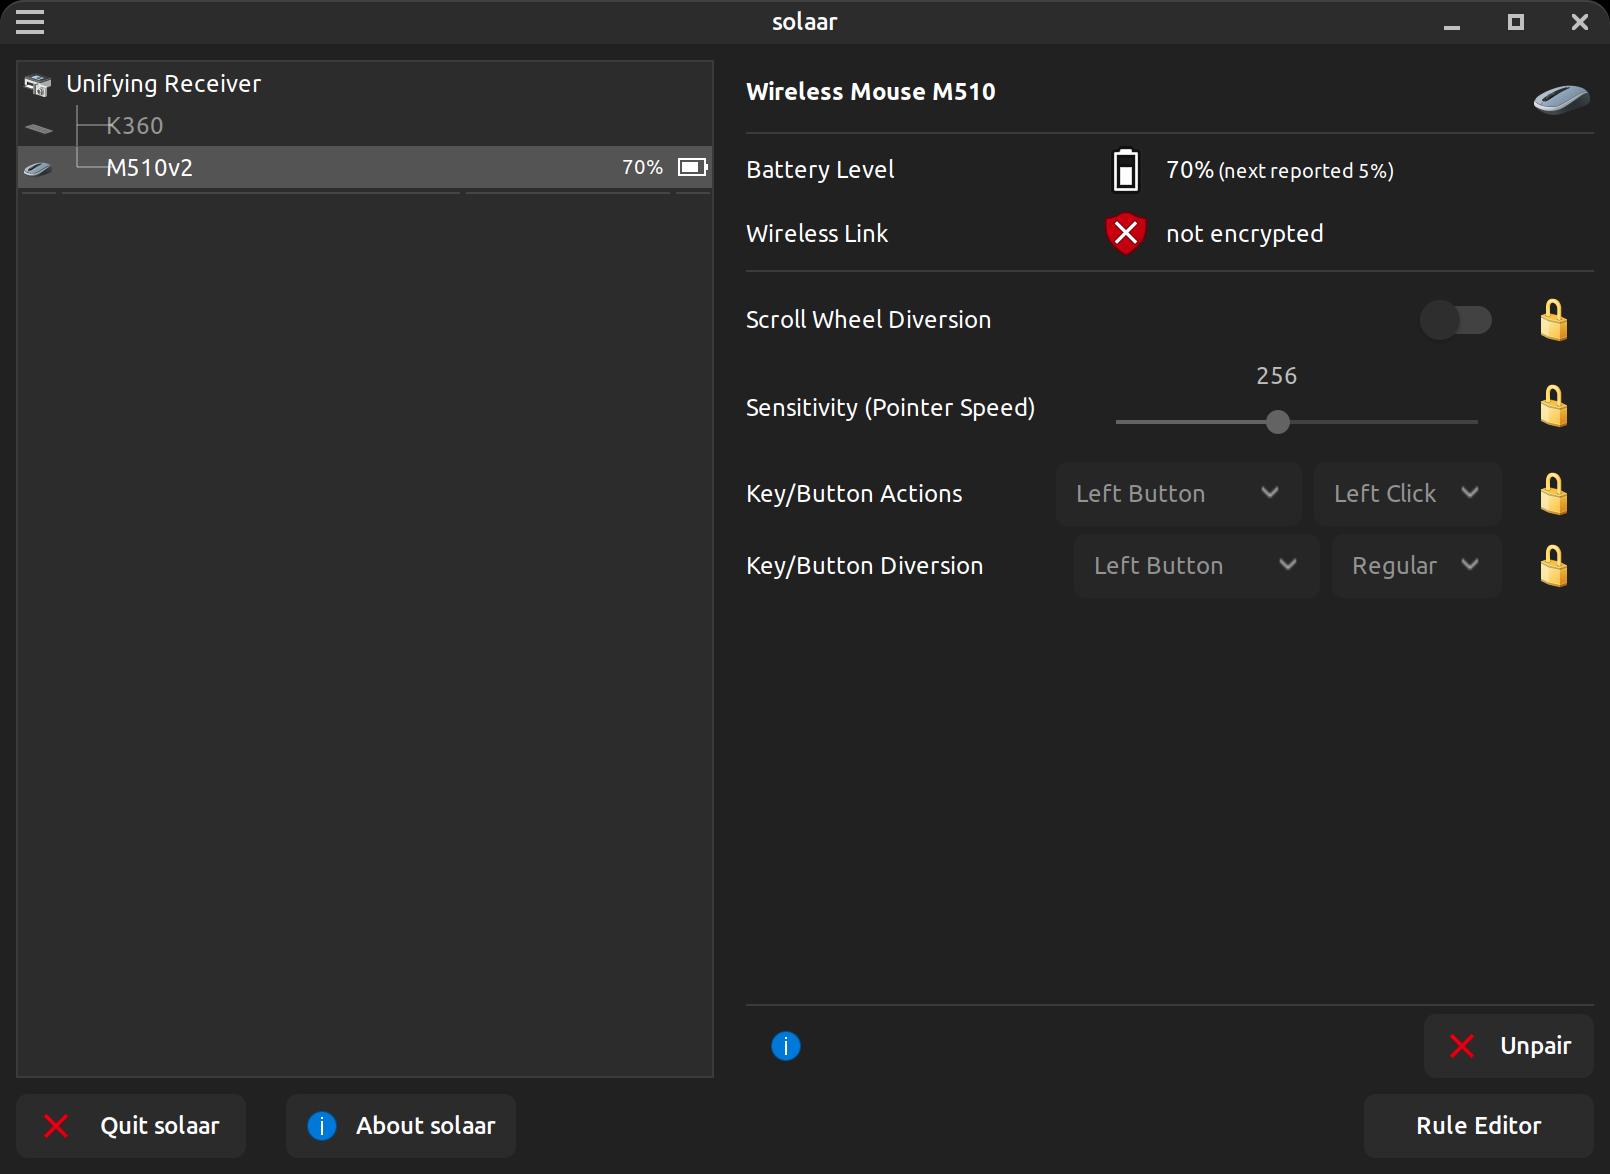 solaar
Unifying Receiver
K360
M510v2 70%
Wireless Mouse M510
Battery Level 70% (next reported 5%)
Wireless Link not encrypted
Scroll Wheel Diversion
256
Sensitivity (Pointer Speed)
Key/Button Actions Left Button Left Click
Key/Button Diversion Left Button Regular
Unpair
Quit solaar About solaar Rule Editor